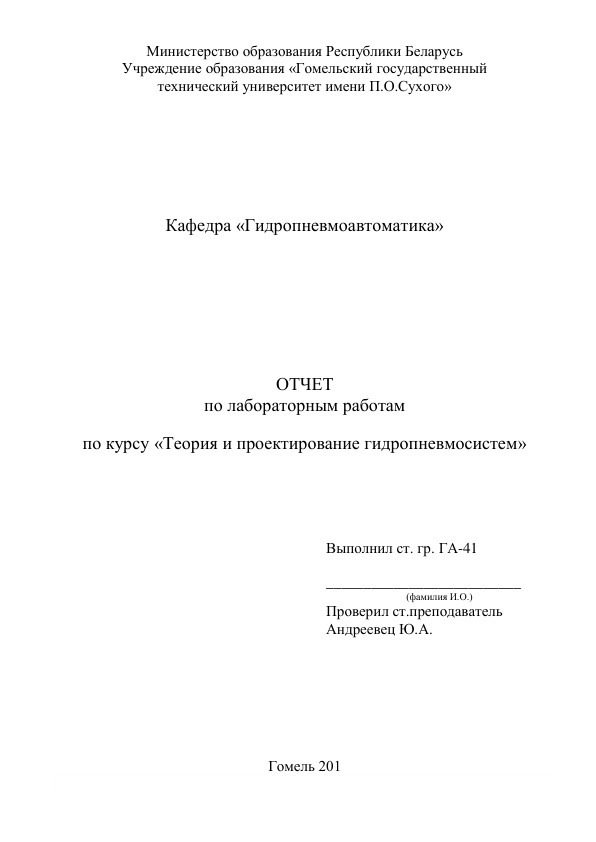 Министерство образования Республики Беларусь
Учреждение образования «Гомельский государственный
технический университет имени П.О.Сухого»
Кафедра «Гидропневмоавтоматика»
ОТЧЕТ
по лабораторным работам
по курсу «Теория и проектирование гидропневмосистем»
Выполнил ст. гр. ГА-41
(фамилия И.О.)
Проверил ст.преподаватель
Андреевец Ю.А.
Гомель 201